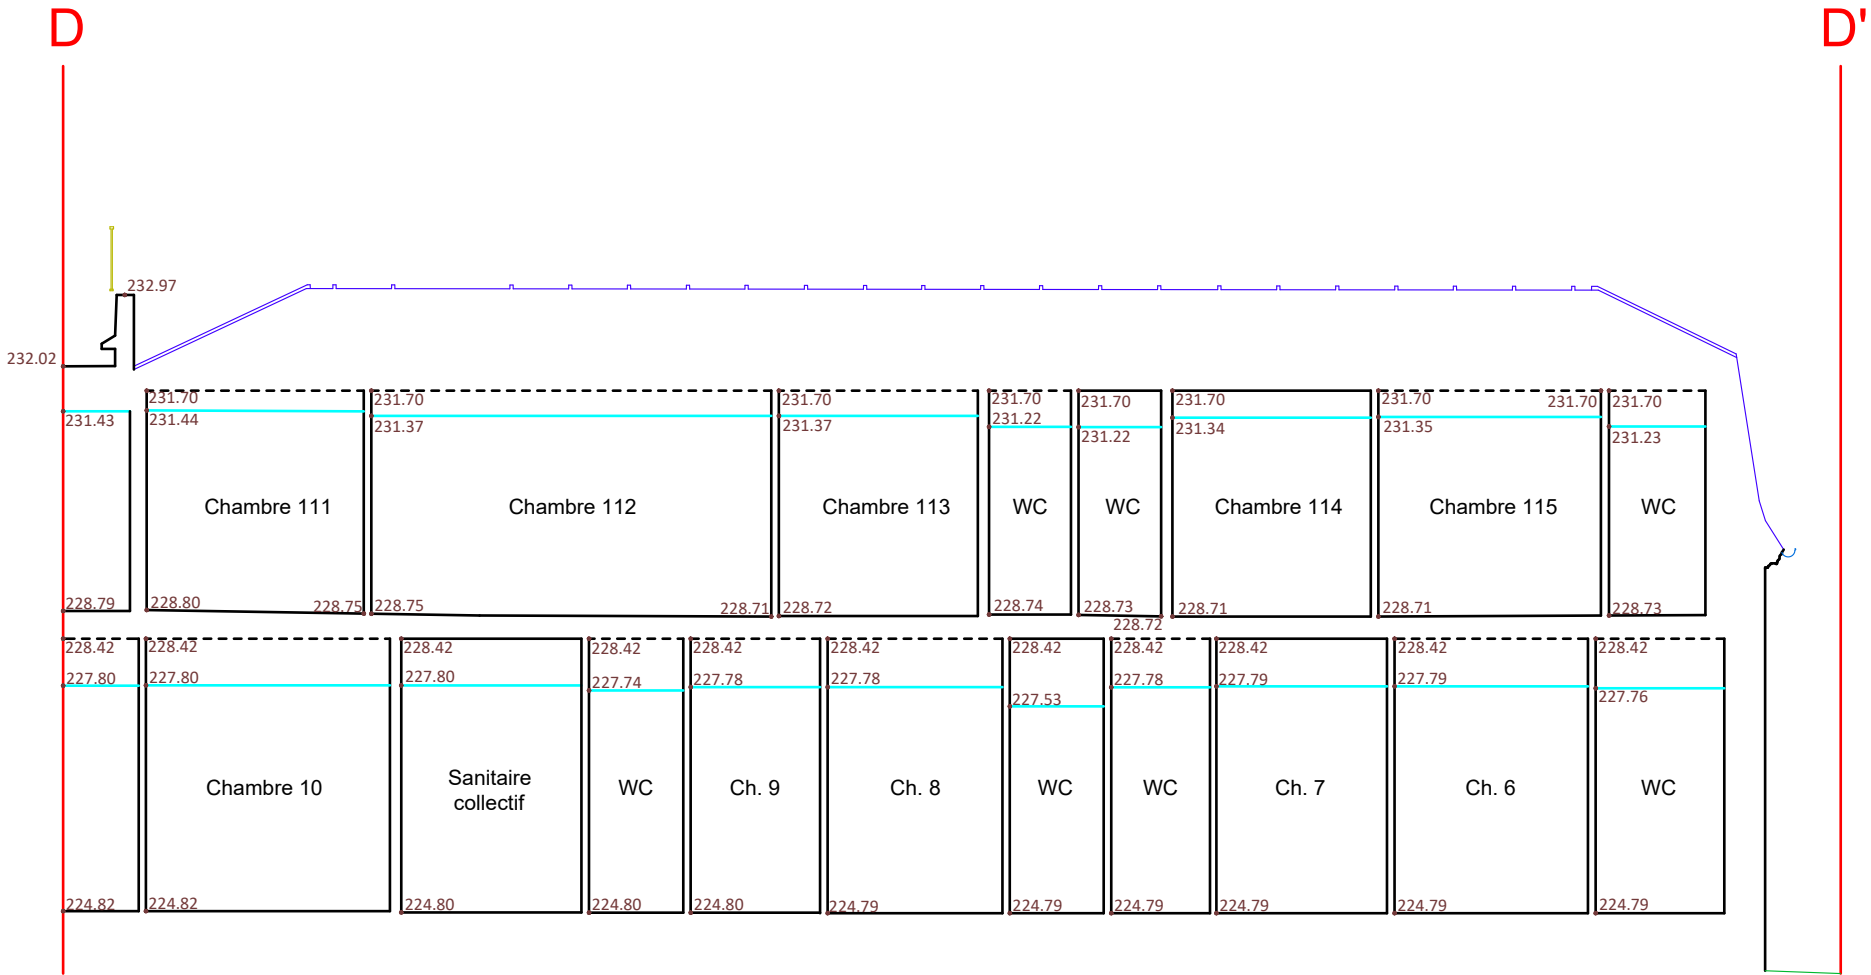 D D'
232.97
232.02
231.70 231.70 231.70 231.70 231.70 231.70 231.70 231.70 231.70
231.43 231.44 231.37 231.37 231.22 231.22 231.34 231.35 231.23
Chambre 111 Chambre 112 Chambre 113 WC WC Chambre 114 Chambre 115 WC
228.79 228.80 228.75 228.75 228.71 228.72 228.74 228.73 228.71 228.71 228.73
228.72
228.42 228.42 228.42 228.42 228.42 228.42 228.42 228.42 228.42 228.42 228.42
227.80 227.80 227.80 227.74 227.78 227.78 227.53 227.78 227.79 227.79 227.76
Chambre 10 Sanitaire WC Ch. 9 Ch. 8 WC WC Ch. 7 Ch. 6 WC
collectif
224.82 224.82 224.80 224.80 224.80 224.79 224.79 224.79 224.79 224.79 224.79